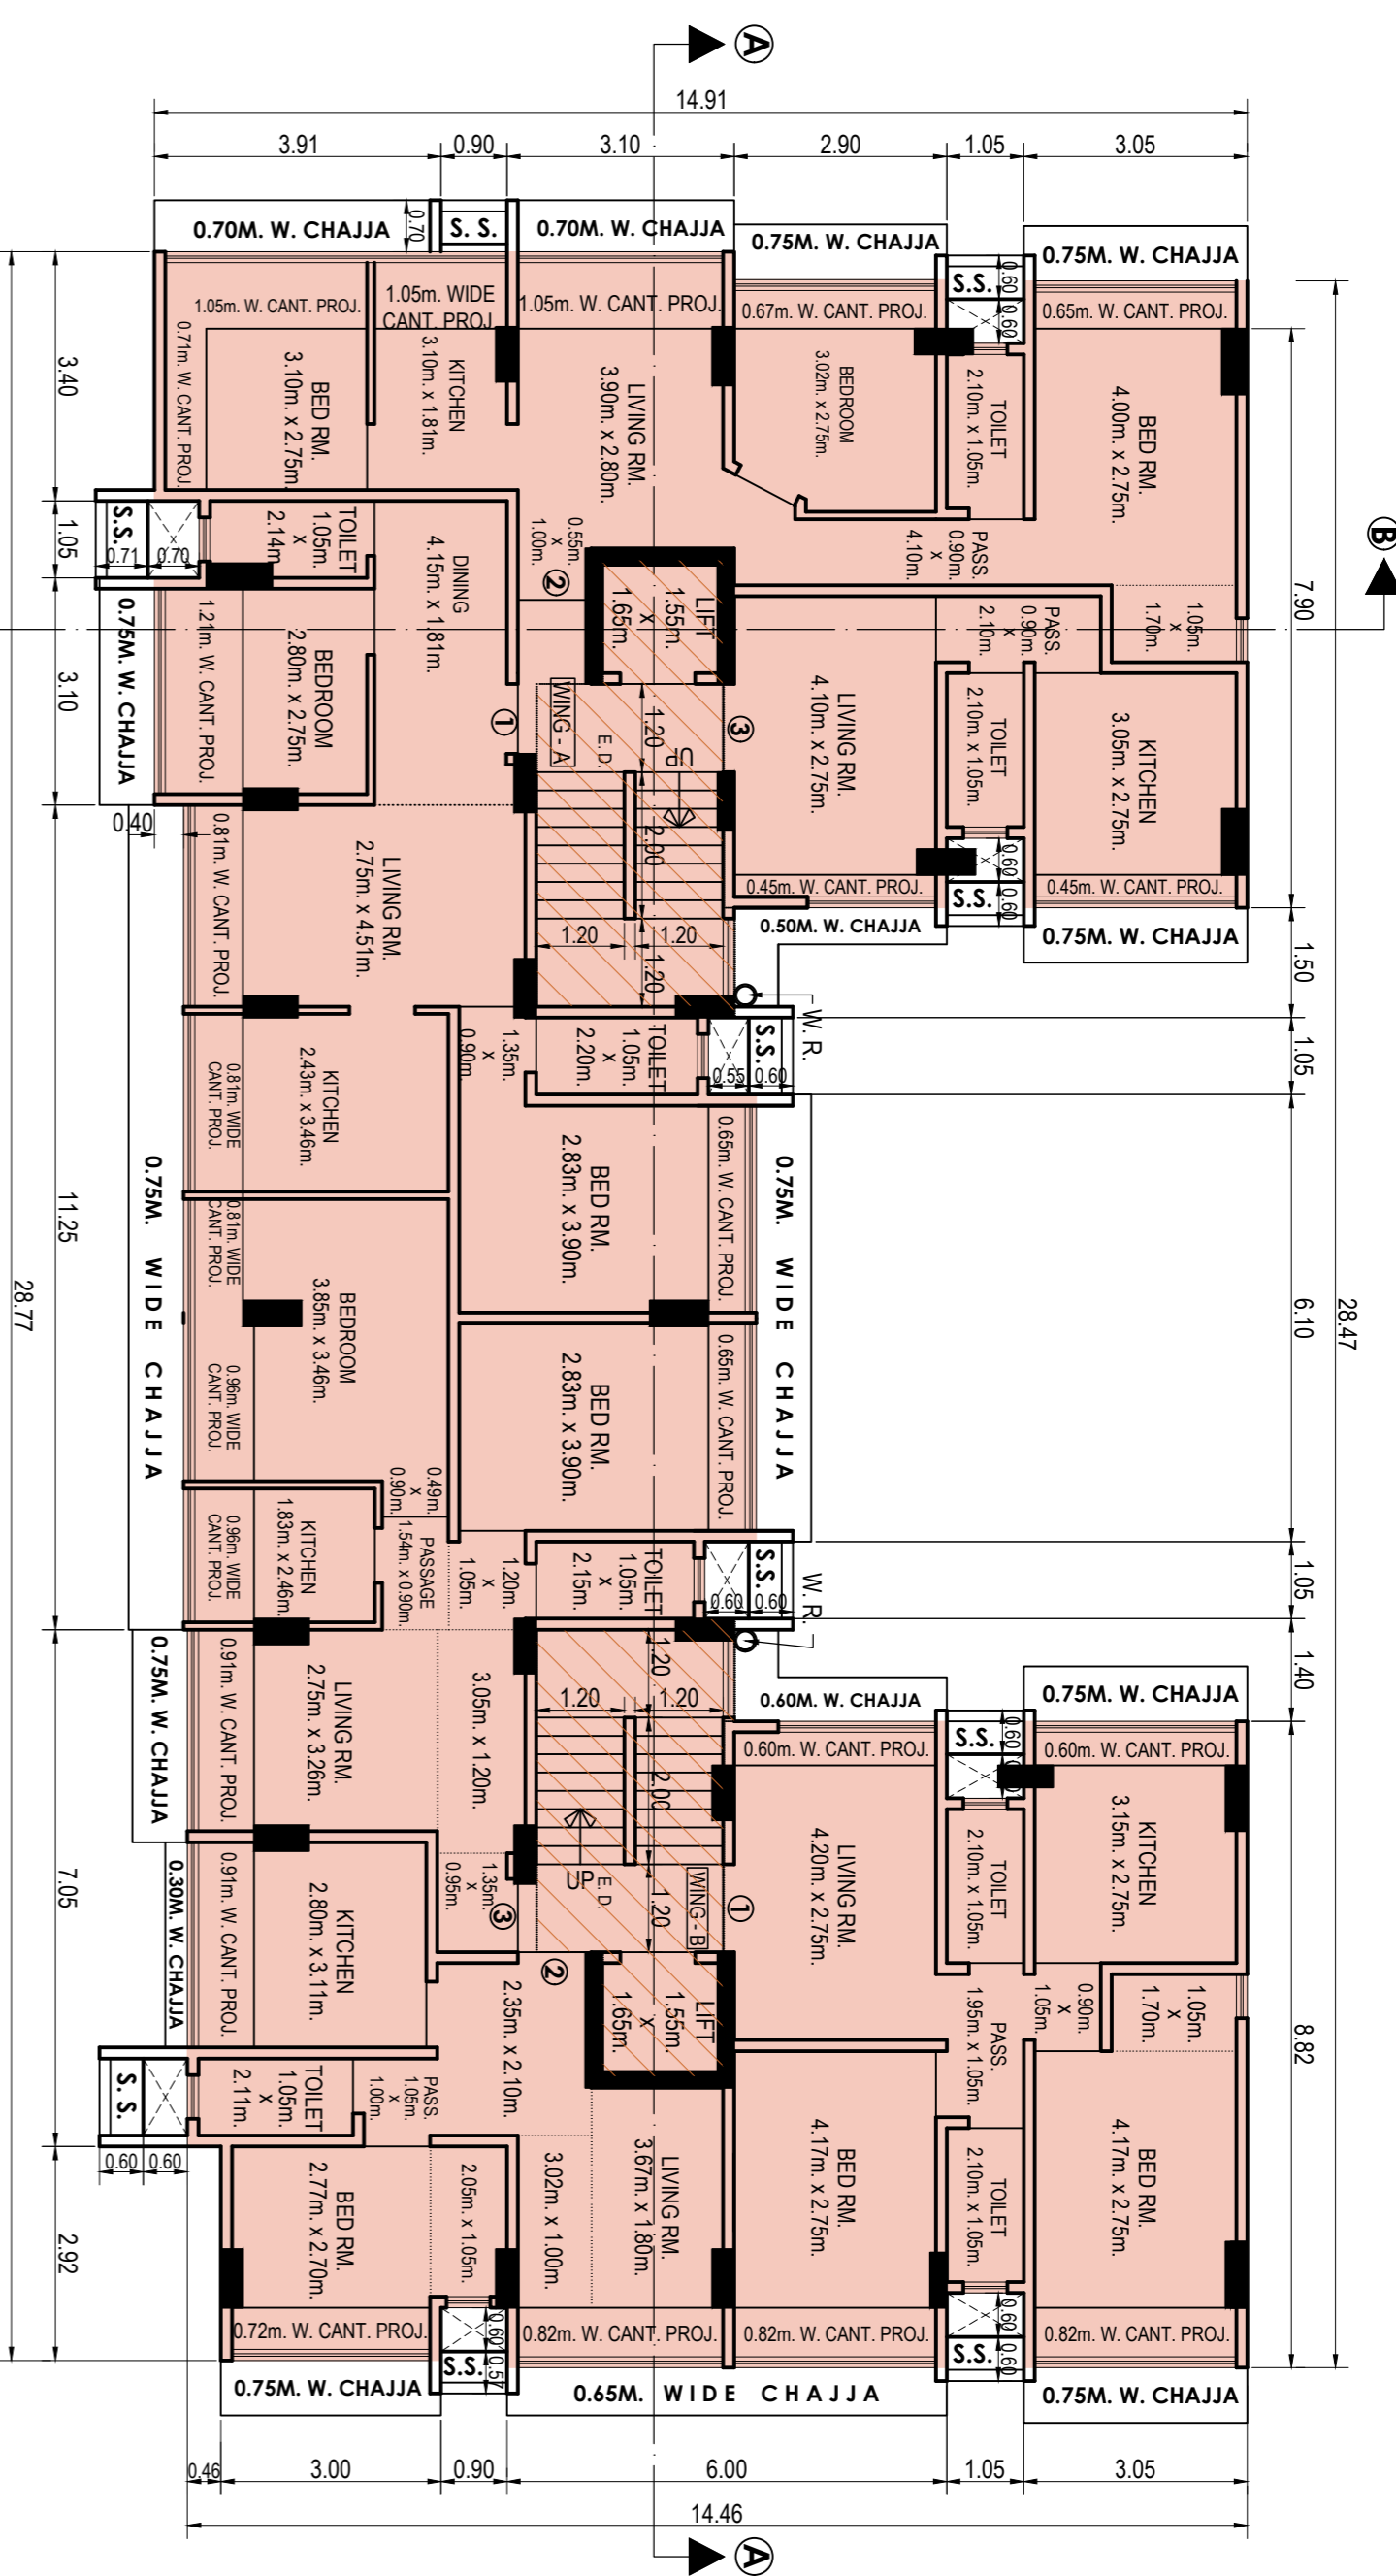 A
14.91
3.91
0.90
3.10
2.90
1.05
3.05
0.70M. W. CHAJJA
0.70
S. S.
0.70M. W. CHAJJA
0.75M. W. CHAJJA
0.75M. W. CHAJJA
1.05m. W. CANT. PROJ.
1.05m. WIDE
CANT. PROJ.
1.05m. W. CANT. PROJ.
0.67m. W. CANT. PROJ.
S.S.
0.60
0.60
0.65m. W. CANT. PROJ.
0.71m. W. CANT. PROJ.
BED RM.
3.10m. x 2.75m.
KITCHEN
3.10m. x 1.81m.
LIVING RM.
3.90m. x 2.80m.
BEDROOM
3.02m. x 2.75m.
TOILET
2.10m. x 1.05m.
BED RM.
4.00m. x 2.75m.
3.40
B
7.90
S.S.
0.71
0.70
TOILET
1.05m.
x
2.14m.
DINING
4.15m. x 1.81m.
0.55m.
x
1.00m.
2
LIFT
1.55m.
x
1.65m.
PASS.
0.90m.
x
4.10m.
PASS.
0.90m.
x
2.10m.
1.05m.
x
1.70m.
1.05
0.75M. W. CHAJJA
1.21m. W. CANT. PROJ.
BEDROOM
2.80m. x 2.75m.
3.10
1
WING - A
E. D.
1.20
UP
3
LIVING RM.
4.10m. x 2.75m.
TOILET
2.10m. x 1.05m.
KITCHEN
3.05m. x 2.75m.
0.40
0.81m. W. CANT. PROJ.
LIVING RM.
2.75m. x 4.51m.
2.00
1.20
1.20
1.20
0.45m. W. CANT. PROJ.
0.60
S.S.
0.60
0.45m. W. CANT. PROJ.
0.50M. W. CHAJJA
0.75M. W. CHAJJA
1.50
W. R.
0.81m. WIDE
CANT. PROJ.
KITCHEN
2.43m. x 3.46m.
1.35m.
x
0.90m.
TOILET
1.05m.
x
2.20m.
S.S.
0.55
0.60
1.05
0.75M. WIDE CHAJJA
11.25
28.77
0.65m. W. CANT. PROJ.
BED RM.
2.83m. x 3.90m.
0.75M. WIDE CHAJJA
6.10
28.47
0.81m. WIDE
CANT. PROJ.
BEDROOM
3.85m. x 3.46m.
0.96m. WIDE
CANT. PROJ.
BED RM.
2.83m. x 3.90m.
0.65m. W. CANT. PROJ.
0.96m. WIDE
CANT. PROJ.
KITCHEN
1.83m. x 2.46m.
0.49m.
x
0.90m.
PASSAGE
1.54m. x 0.90m.
1.20m.
x
1.05m.
TOILET
1.05m.
x
2.15m.
S.S.
0.60
0.60
W. R.
1.05
1.40
0.75M. W. CHAJJA
0.91m. W. CANT. PROJ.
LIVING RM.
2.75m. x 3.26m.
3.05m. x 1.20m.
1.20
1.20
1.20
2.00
0.60M. W. CHAJJA
0.75M. W. CHAJJA
0.60m. W. CANT. PROJ.
S.S.
0.60
0.60m. W. CANT. PROJ.
7.05
0.30M. W. CHAJJA
0.91m. W. CANT. PROJ.
KITCHEN
2.80m. x 3.11m.
1.35m.
x
0.95m.
3
UP
E. D.
1.20
WING - B
1
LIVING RM.
4.20m. x 2.75m.
TOILET
2.10m. x 1.05m.
KITCHEN
3.15m. x 2.75m.
2
2.35m. x 2.10m.
LIFT
1.55m.
x
1.65m.
PASS.
1.95m. x 1.05m.
0.90m.
x
1.05m.
1.05m.
x
1.70m.
8.82
S. S.
0.60
0.60
TOILET
1.05m.
x
2.11m.
PASS.
1.05m.
x
1.00m.
BED RM.
2.77m. x 2.70m.
2.05m. x 1.05m.
3.02m. x 1.00m.
LIVING RM.
3.67m. x 1.80m.
BED RM.
4.17m. x 2.75m.
TOILET
2.10m. x 1.05m.
BED RM.
4.17m. x 2.75m.
2.92
0.72m. W. CANT. PROJ.
0.60
S.S.
0.57
0.82m. W. CANT. PROJ.
0.82m. W. CANT. PROJ.
0.60
S.S.
0.60
0.82m. W. CANT. PROJ.
0.75M. W. CHAJJA
0.65M. WIDE CHAJJA
0.75M. W. CHAJJA
0.46
3.00
0.90
6.00
1.05
3.05
14.46
A